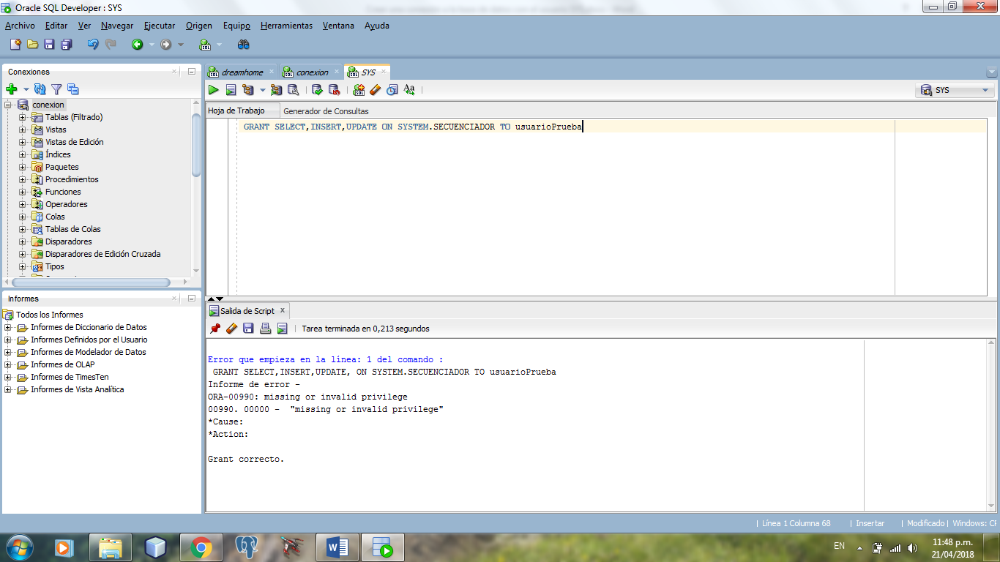 Oracle SQL Developer : SYS
Archivo Editar Ver Navegar Ejecutar Origen Equipo Herramientas Ventana Ayuda
Conexiones
conexion
Tablas (Filtrado)
Vistas
Vistas de Edición
Índices
Paquetes
Procedimientos
Funciones
Operadores
Colas
Tablas de Colas
Disparadores
Disparadores de Edición Cruzada
Tipos
Informes
Todos los Informes
Informes de Diccionario de Datos
Informes Definidos por el Usuario
Informes de Modelador de Datos
Informes de OLAP
Informes de TimesTen
Informes de Vista Analítica
dreamhome conexion SYS
SYS
Hoja de Trabajo Generador de Consultas
GRANT SELECT,INSERT,UPDATE ON SYSTEM.SECUENCIADOR TO usuarioPrueba
Salida de Script
Tarea terminada en 0,213 segundos
Error que empieza en la línea: 1 del comando :
GRANT SELECT,INSERT,UPDATE, ON SYSTEM.SECUENCIADOR TO usuarioPrueba
Informe de error -
ORA-00990: missing or invalid privilege
00990. 00000 - "missing or invalid privilege"
*Cause:
*Action:
Grant correcto.
Línea 1 Columna 68 Insertar Modificado Windows: CF
EN
11:48 p.m.
21/04/2018